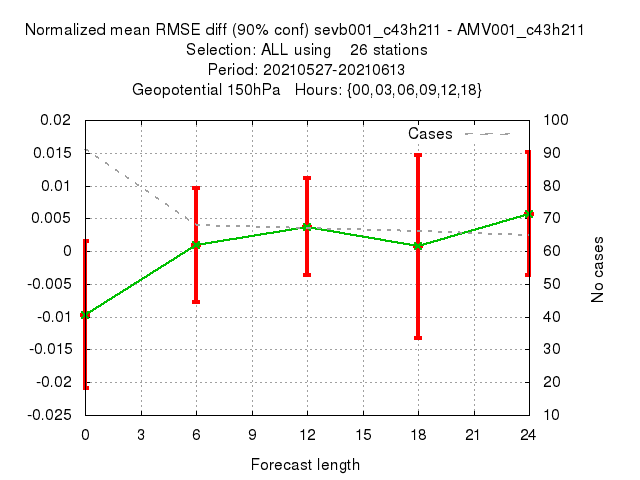 Normalized mean RMSE diff (90% conf) sevb001_c43h211 - AMV001_c43h211
Selection: ALL using    26 stations
Period: 20210527-20210613
Geopotential 150hPa   Hours: {00,03,06,09,12,18}
0.02
0.015
0.01
0.005
0
-0.005
-0.01
-0.015
-0.02
-0.025
Cases
100
90
80
70
60
50
40
30
20
10
No cases
0 3 6 9 12 15 18 21 24
Forecast length